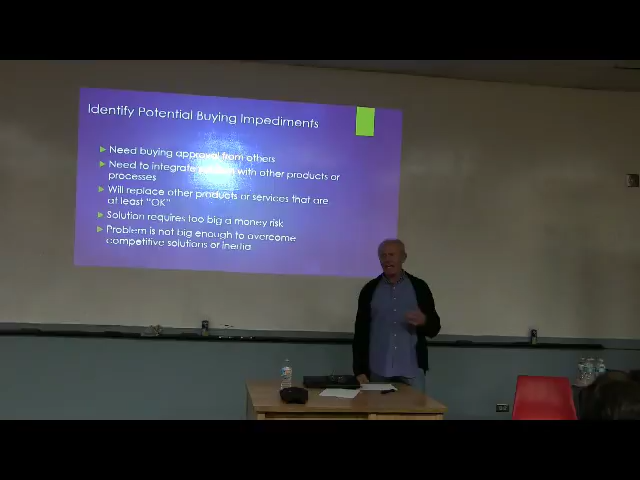 Identify Potential Buying Impediments
Need buying approval from others
Need to integrate with other products or
processes
Will replace other products or services that are
at least "OK"
Solution requires too big a money risk
Problem is not big enough to overcome
competitive solutions or inertia